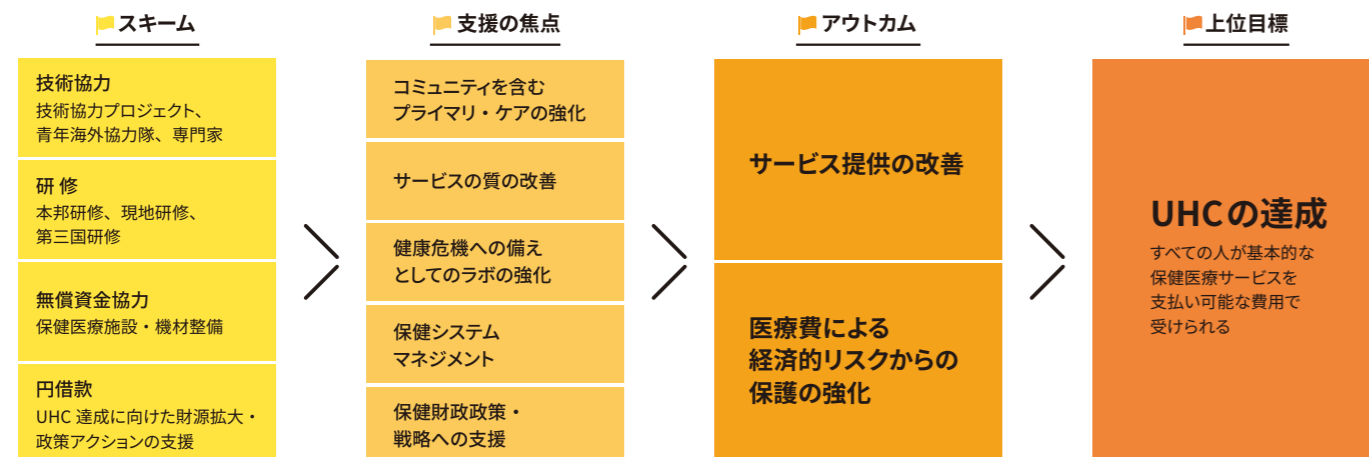 スキーム
技術協力
技術協力プロジェクト、
青年海外協力隊、専門家
研 修
本邦研修、現地研修、
第三国研修
無償資金協力
保健医療施設・機材整備
円借款
UHC 達成に向けた財源拡大・
政策アクションの支援
支援の焦点
コミュニティを含む
プライマリ・ケアの強化
サービスの質の改善
健康危機への備え
としてのラボの強化
保健システム
マネジメント
保健財政政策・
戦略への支援
アウトカム
サービス提供の改善
医療費による
経済的リスクからの
保護の強化
上位目標
UHCの達成
すべての人が基本的な
保健医療サービスを
支払い可能な費用で
受けられる